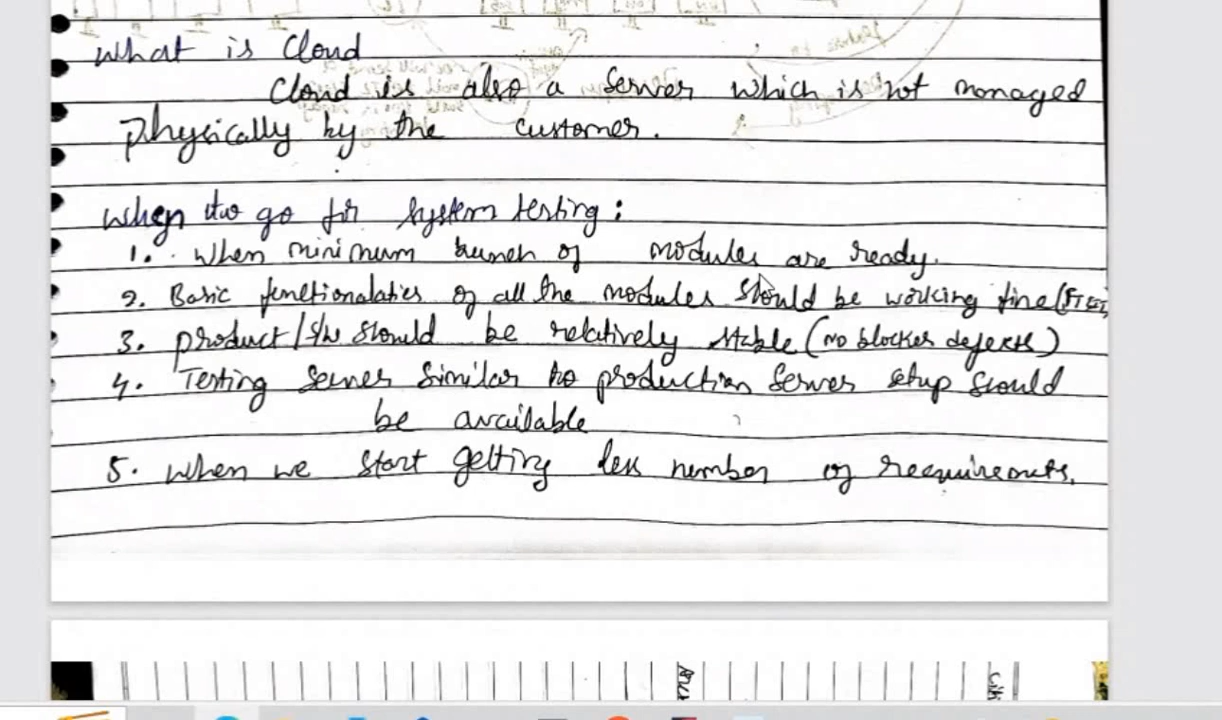 what is Cloud
Cloud is also a Server which is not managed
physically by the customer.
When two go for System testing:
1. When minimum bunch of modules are ready.
2. Basic functionalaties of all the modules should be working fine
3. product/s/w should be relatively stable (no blocker defects)
4. Testing server similar to production Server setup should
be available
5. When we start getting less number of requirements.